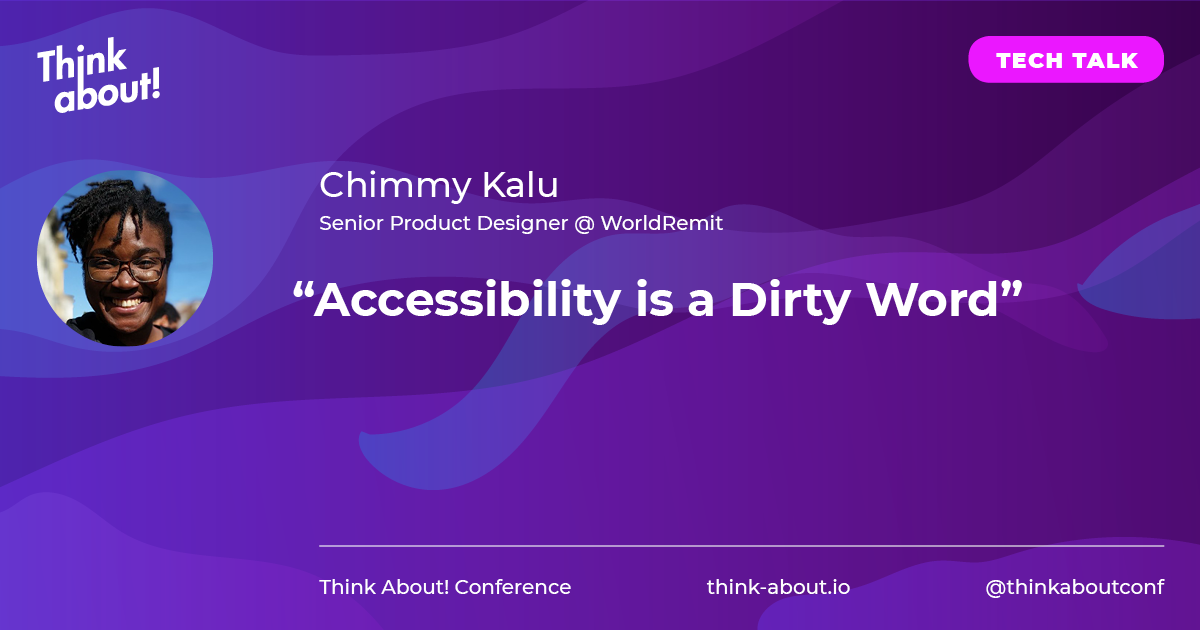 Think
about!
TECH TALK
Chimmy Kalu
Senior Product Designer @ WorldRemit
“Accessibility is a Dirty Word”
Think About! Conference
think-about.io
@thinkaboutconf